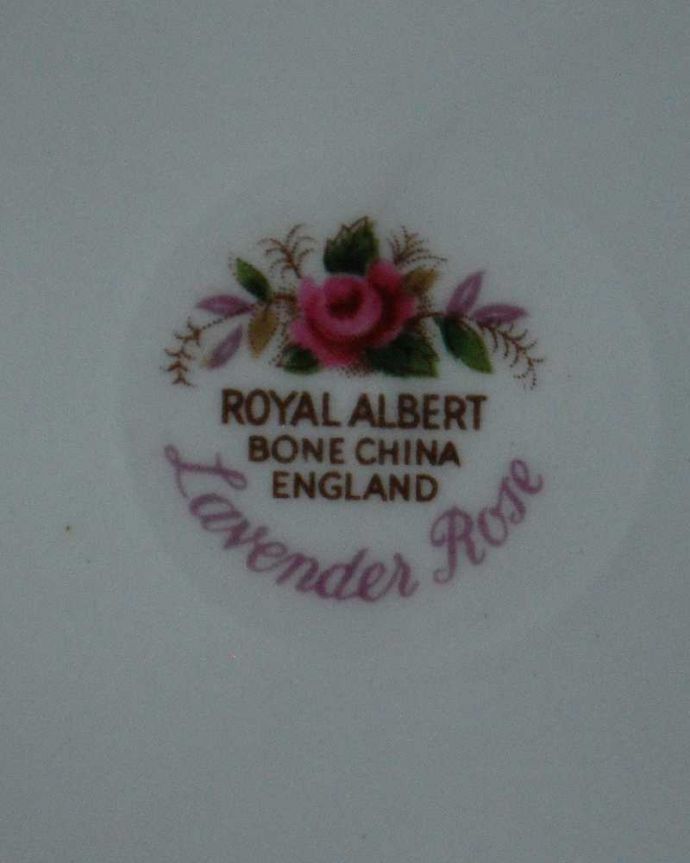 ROYAL ALBERT
BONE CHINA
ENGLAND
Lavender Rose